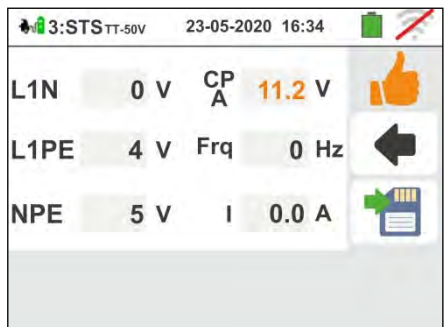 3:STS TT-50V 23-05-2020 16:34
L1N 0 V CP A 11.2 V
L1PE 4 V Frq 0 Hz
NPE 5 V I 0.0 A